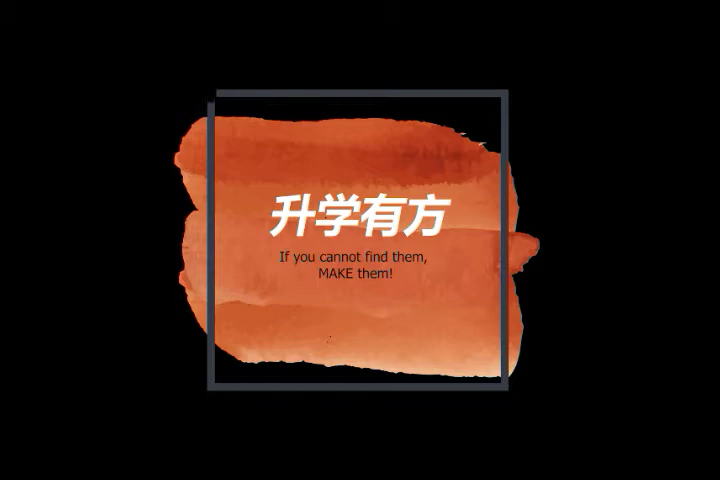 升学有方
If you cannot find them,
MAKE them!